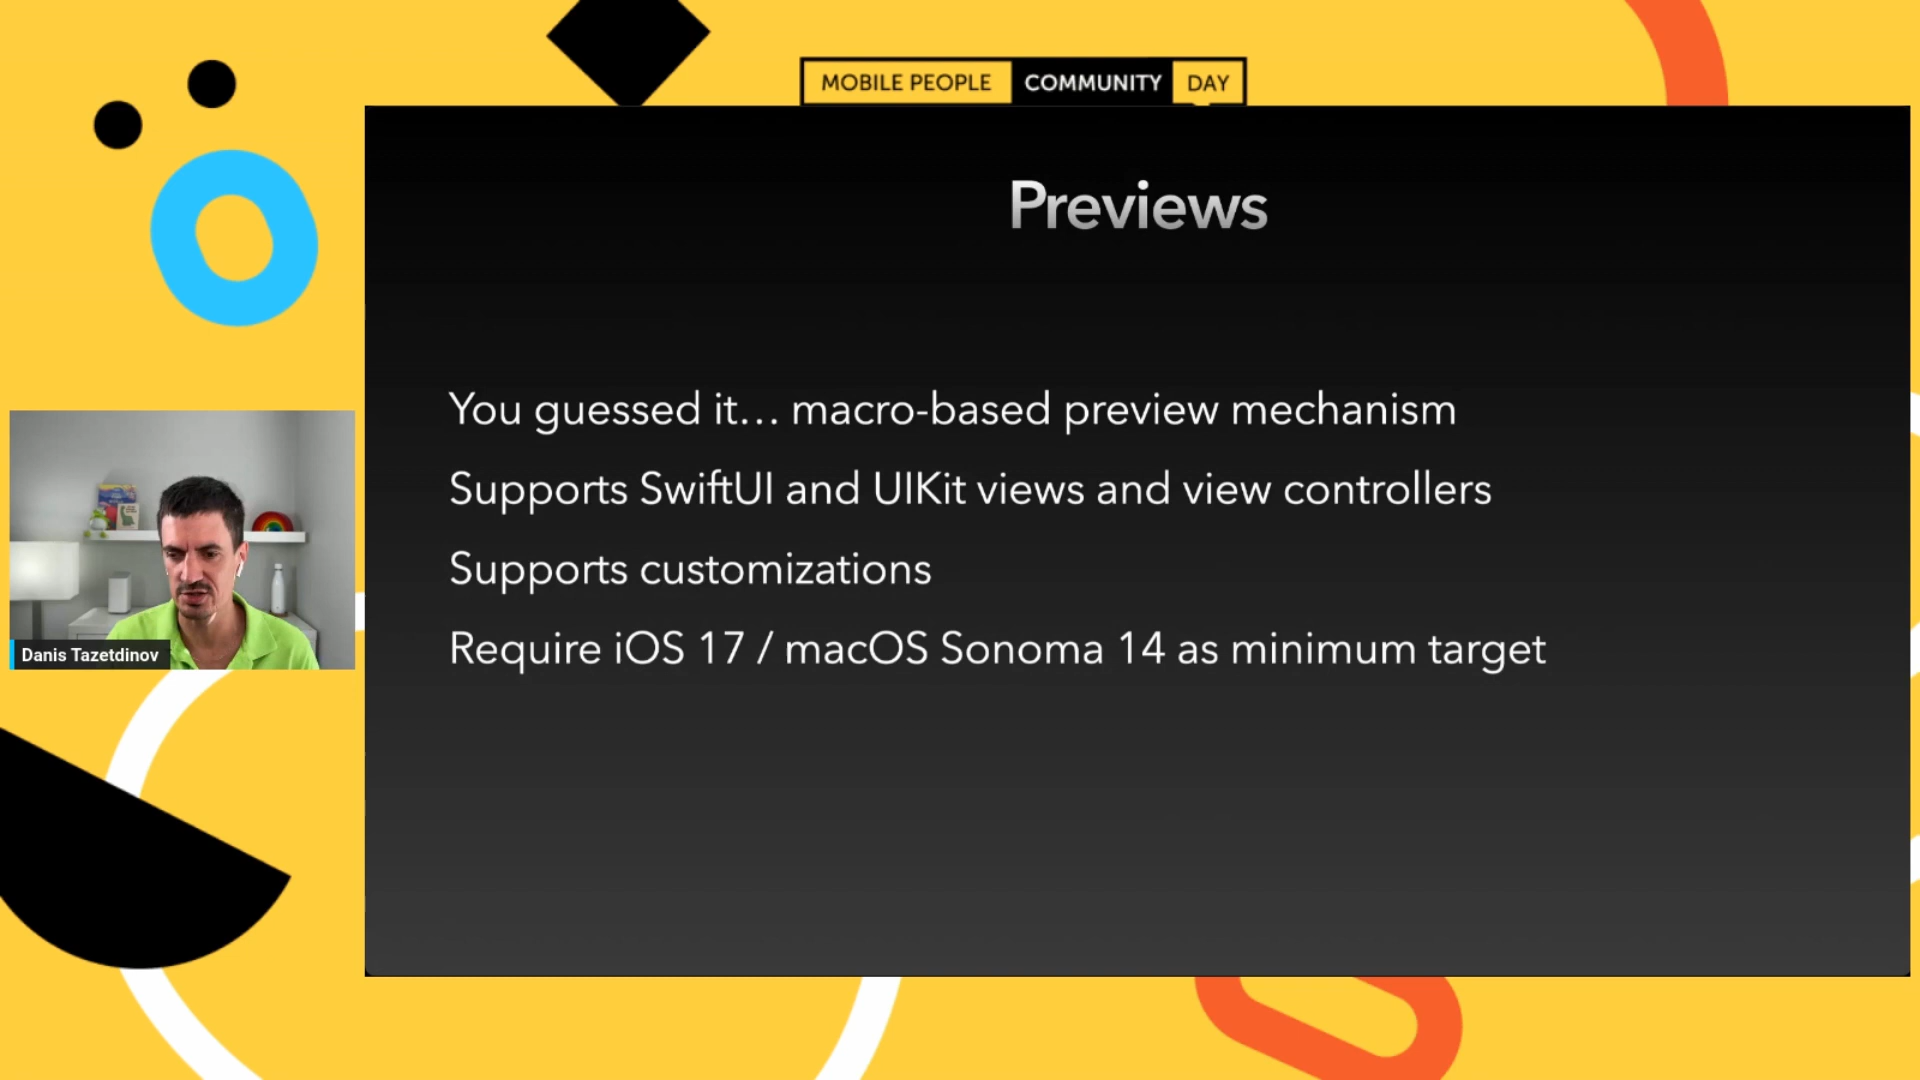 MOBILE PEOPLE COMMUNITY DAY
Previews
You guessed it... macro-based preview mechanism
Supports SwiftUI and UIKit views and view controllers
Supports customizations
Require iOS 17 / macOS Sonoma 14 as minimum target
Danis Tazetdinov